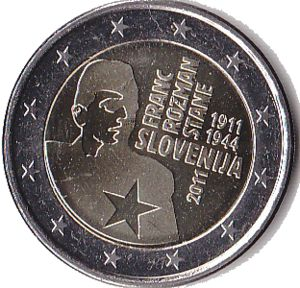 FRANC
ROZMAN
STANE
1911
1944
SLOVENIJA
2011